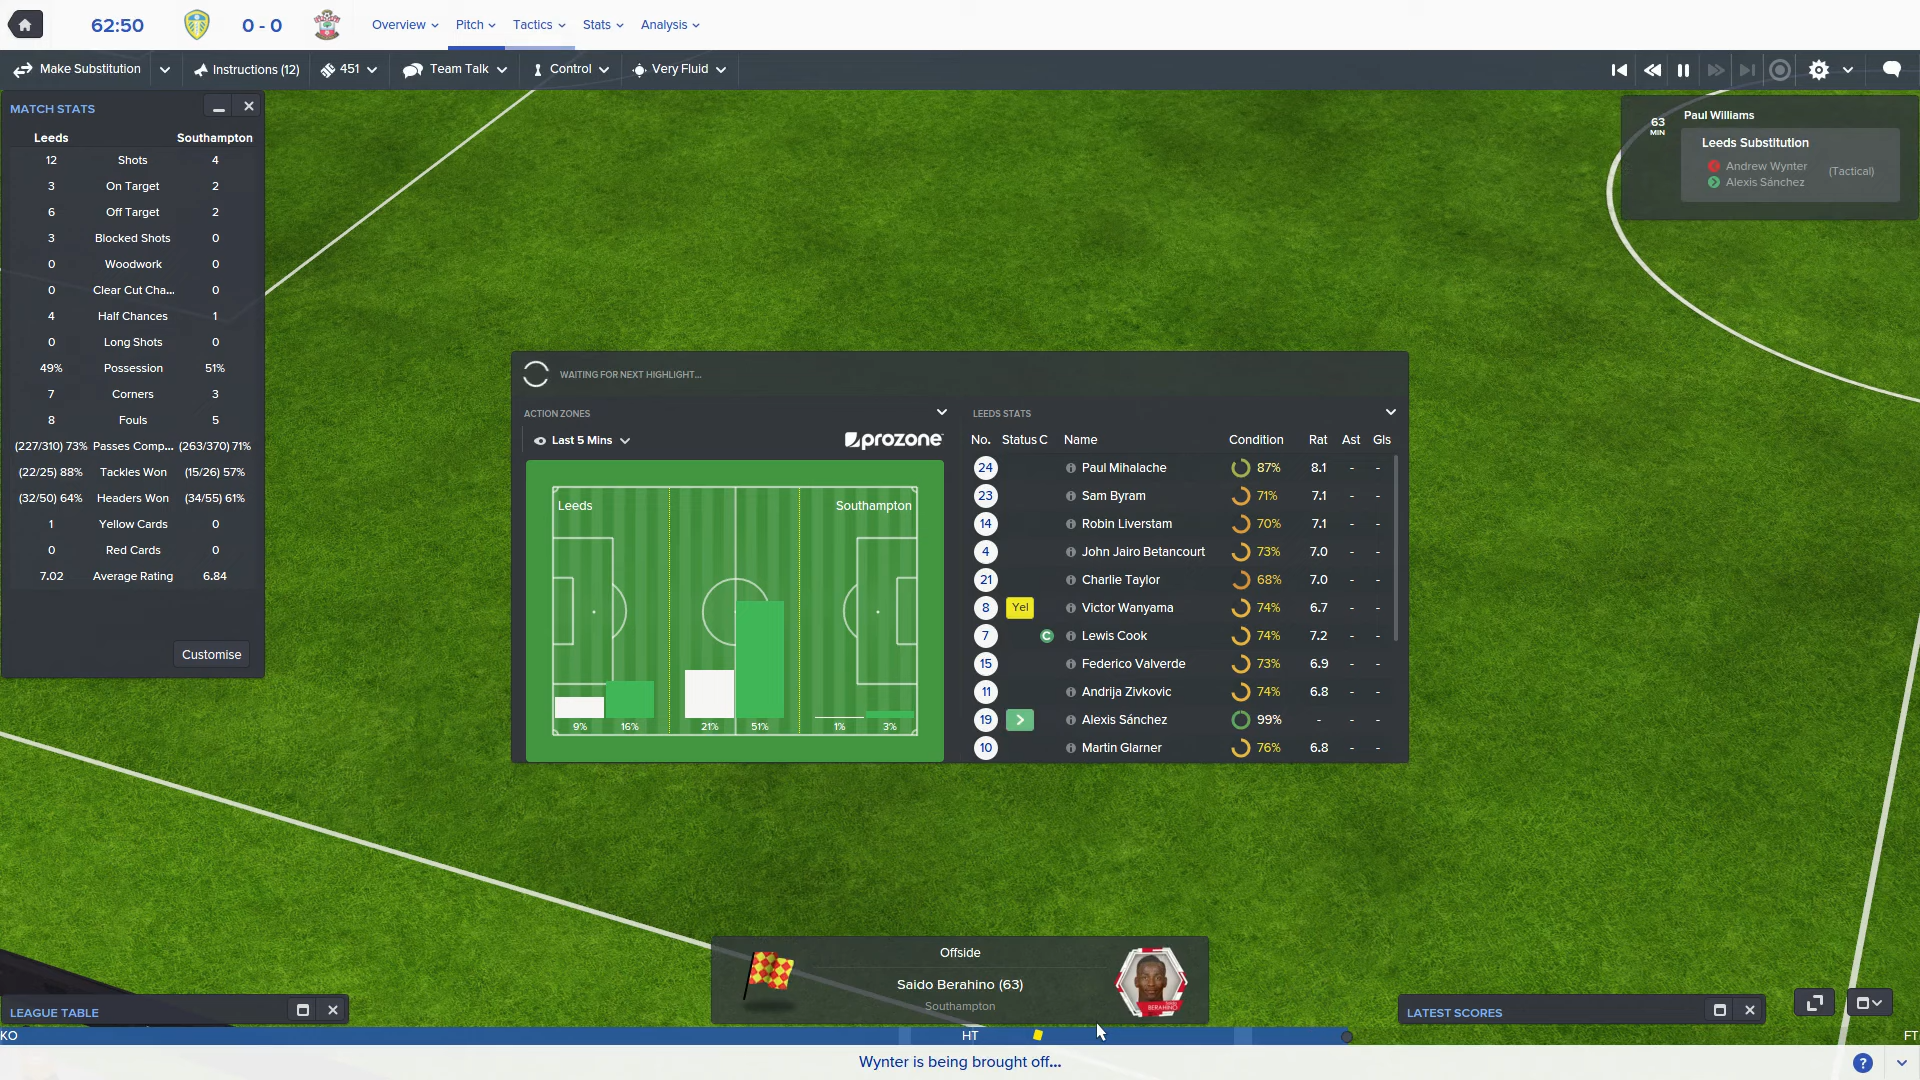 62:50 0 - 0 Overview Pitch Tactics Stats Analysis
Make Substitution Instructions (12) 451 Team Talk Control Very Fluid
MATCH STATS
Leeds Southampton
12 Shots 4
3 On Target 2
6 Off Target 2
3 Blocked Shots 0
0 Woodwork 0
0 Clear Cut Cha... 0
4 Half Chances 1
0 Long Shots 0
49% Possession 51%
7 Corners 3
8 Fouls 5
(227/310) 73% Passes Comp... (263/370) 71%
(22/25) 88% Tackles Won (15/26) 57%
(32/50) 64% Headers Won (34/55) 61%
1 Yellow Cards 0
0 Red Cards 0
7.02 Average Rating 6.84
Customise
63 MIN
Paul Williams
Leeds Substitution
Andrew Wynter
Alexis Sánchez
(Tactical)
WAITING FOR NEXT HIGHLIGHT...
ACTION ZONES
Last 5 Mins prozone
Leeds Southampton
9% 16% 21% 51% 1% 3%
LEEDS STATS
No. Status C Name Condition Rat Ast Gls
24 Paul Mihalache 87% 8.1 - -
23 Sam Byram 71% 7.1 - -
14 Robin Liverstam 70% 7.1 - -
4 John Jairo Betancourt 73% 7.0 - -
21 Charlie Taylor 68% 7.0 - -
8 Yel Victor Wanyama 74% 6.7 - -
7 C Lewis Cook 74% 7.2 - -
15 Federico Valverde 73% 6.9 - -
11 Andrija Zivkovic 74% 6.8 - -
19 Alexis Sánchez 99% - - -
10 Martin Glarner 76% 6.8 - -
Offside
Saido Berahino (63)
Southampton
BERAHINO
LEAGUE TABLE
LATEST SCORES
KO HT FT
Wynter is being brought off...
?